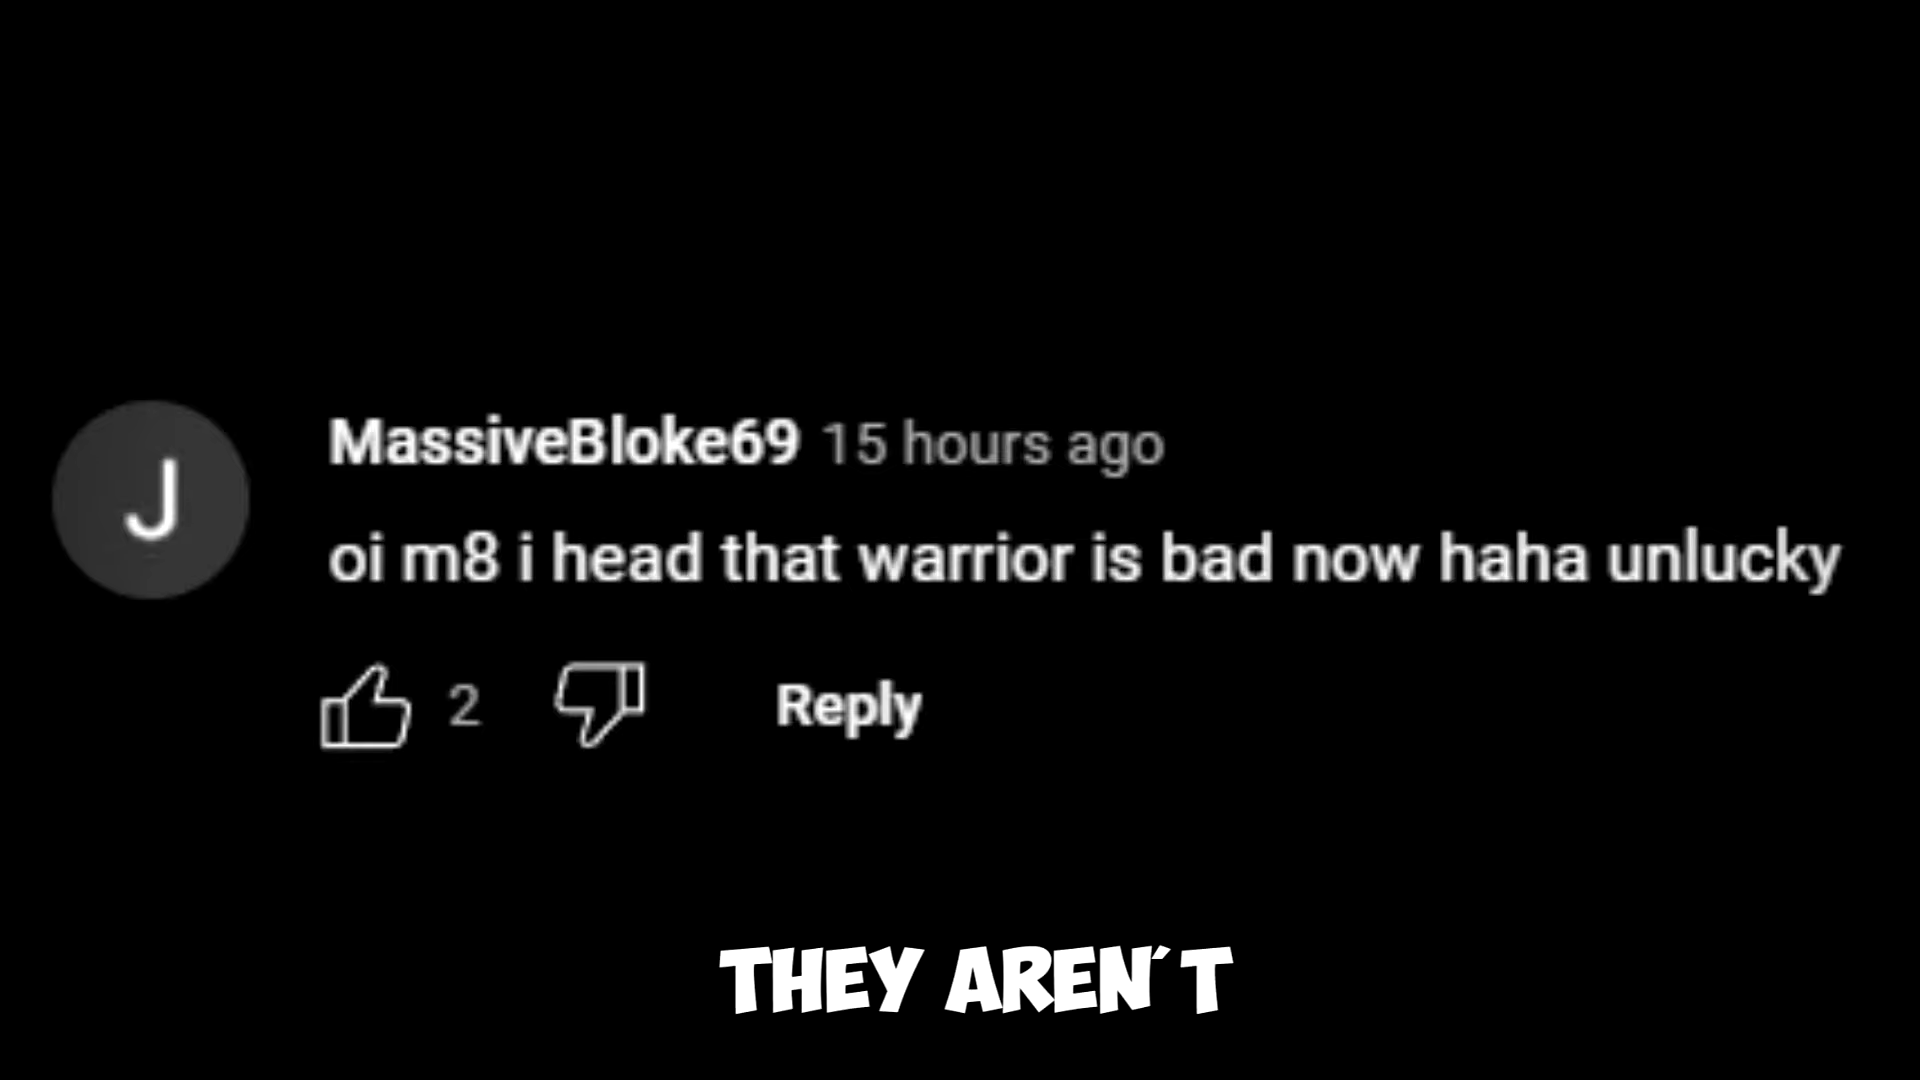 J
MassiveBloke69 15 hours ago
oi m8 i head that warrior is bad now haha unlucky
2 Reply
THEY AREN'T